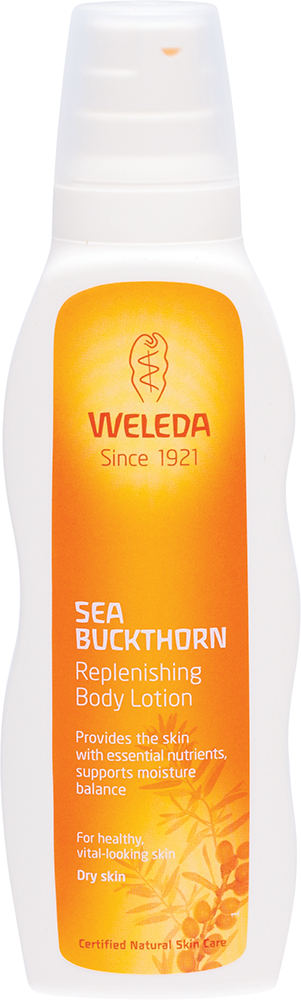 WELEDA
Since 1921
SEA
BUCKTHORN
Replenishing
Body Lotion
Provides the skin
with essential nutrients,
supports moisture
balance
For healthy,
vital-looking skin
Dry skin
Certified Natural Skin Care